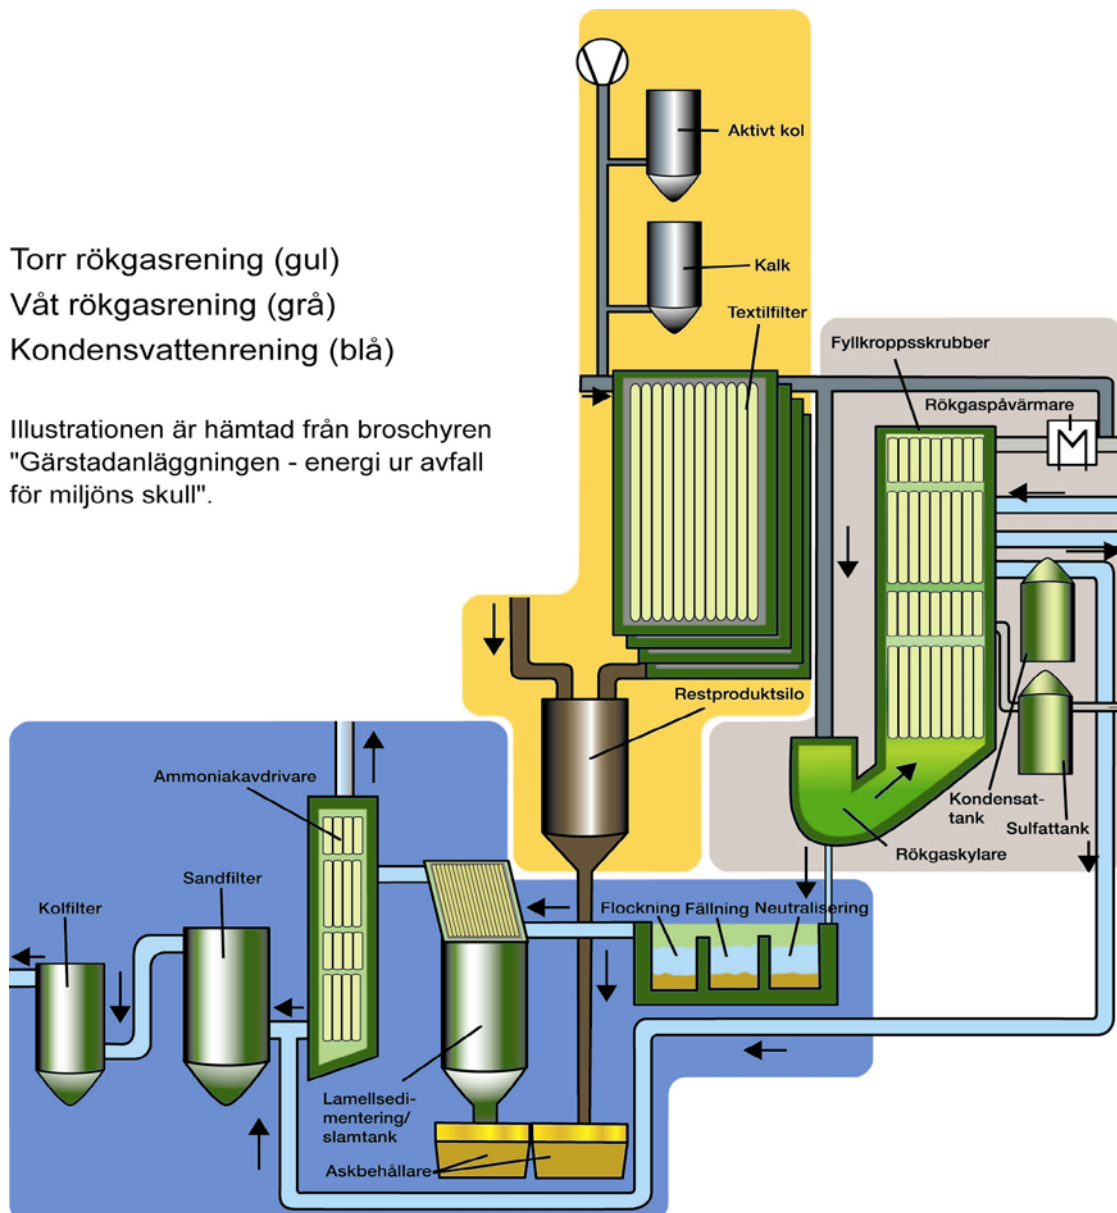 Torr rökgasrening (gul)
Våt rökgasrening (grå)
Kondensvattenrening (blå)
Illustrationen är hämtad från broschyren
"Gärstadanläggningen - energi ur avfall
för miljöns skull".
Aktivt kol
Kalk
Textilfilter
Fyllkroppsskrubber
Rökgaspåvärmare
Restproduktsilo
Kondensat-
tank
Sulfattank
Rökgaskylare
Ammoniakavdrivare
Sandfilter
Kolfilter
Flockning
Fällning
Neutralisering
Lamellsedi-
mentering/
slamtank
Askbehållare